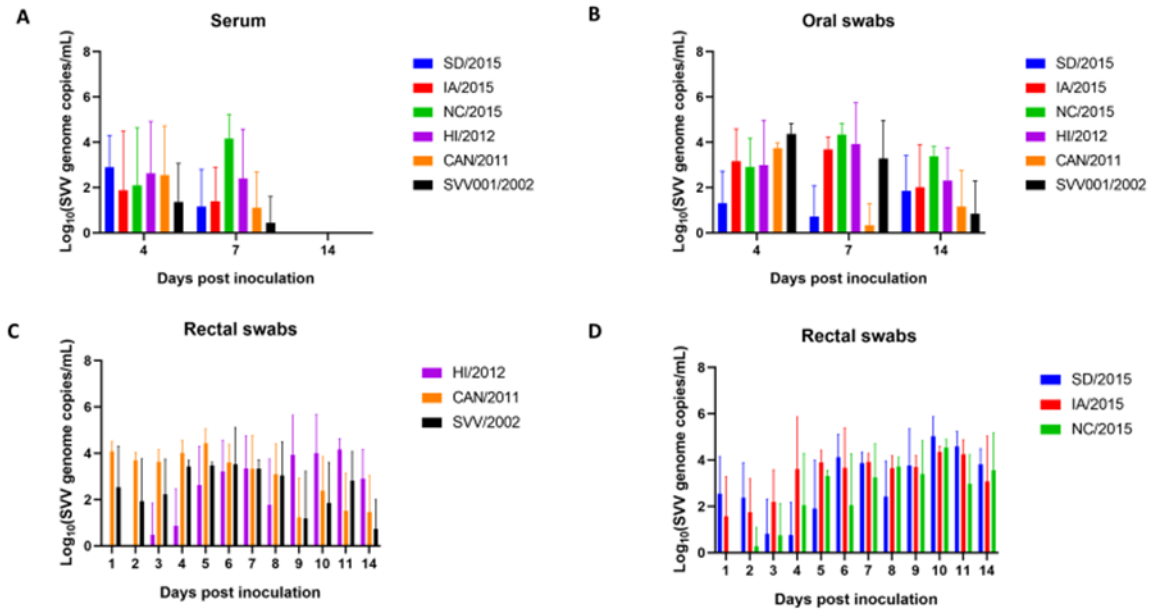 A
Serum
Log10(SVV genome copies/mL)
8
6
4
2
0
4 7 14
Days post inoculation
SD/2015
IA/2015
NC/2015
HI/2012
CAN/2011
SVV001/2002
B
Oral swabs
Log10(SVV genome copies/mL)
8
6
4
2
0
4 7 14
Days post inoculation
SD/2015
IA/2015
NC/2015
HI/2012
CAN/2011
SVV001/2002
C
Rectal swabs
Log10(SVV genome copies/mL)
8
6
4
2
0
1 2 3 4 5 6 7 8 9 10 11 14
Days post inoculation
HI/2012
CAN/2011
SVV/2002
D
Rectal swabs
Log10(SVV genome copies/mL)
8
6
4
2
0
1 2 3 4 5 6 7 8 9 10 11 14
Days post inoculation
SD/2015
IA/2015
NC/2015